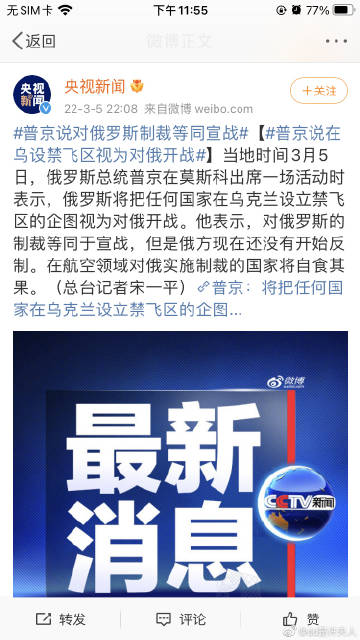 无SIM卡
下午11:55
77%
返回
微博正文
央视新闻
央视
新闻
+关注
22-3-5 22:08 来自微博 weibo.com
#普京说对俄罗斯制裁等同宣战#【#普京说在
乌设禁飞区视为对俄开战#】当地时间3月5
日，俄罗斯总统普京在莫斯科出席一场活动时
表示，俄罗斯将把任何国家在乌克兰设立禁飞
区的企图视为对俄开战。他表示，对俄罗斯的
制裁等同于宣战，但是俄方现在还没有开始反
制。在航空领域对俄实施制裁的国家将自食其
果。（总台记者宋一平）普京：将把任何国
家在乌克兰设立禁飞区的企图...
微博
最新
消息
CCTV新闻
转发
评论
赞